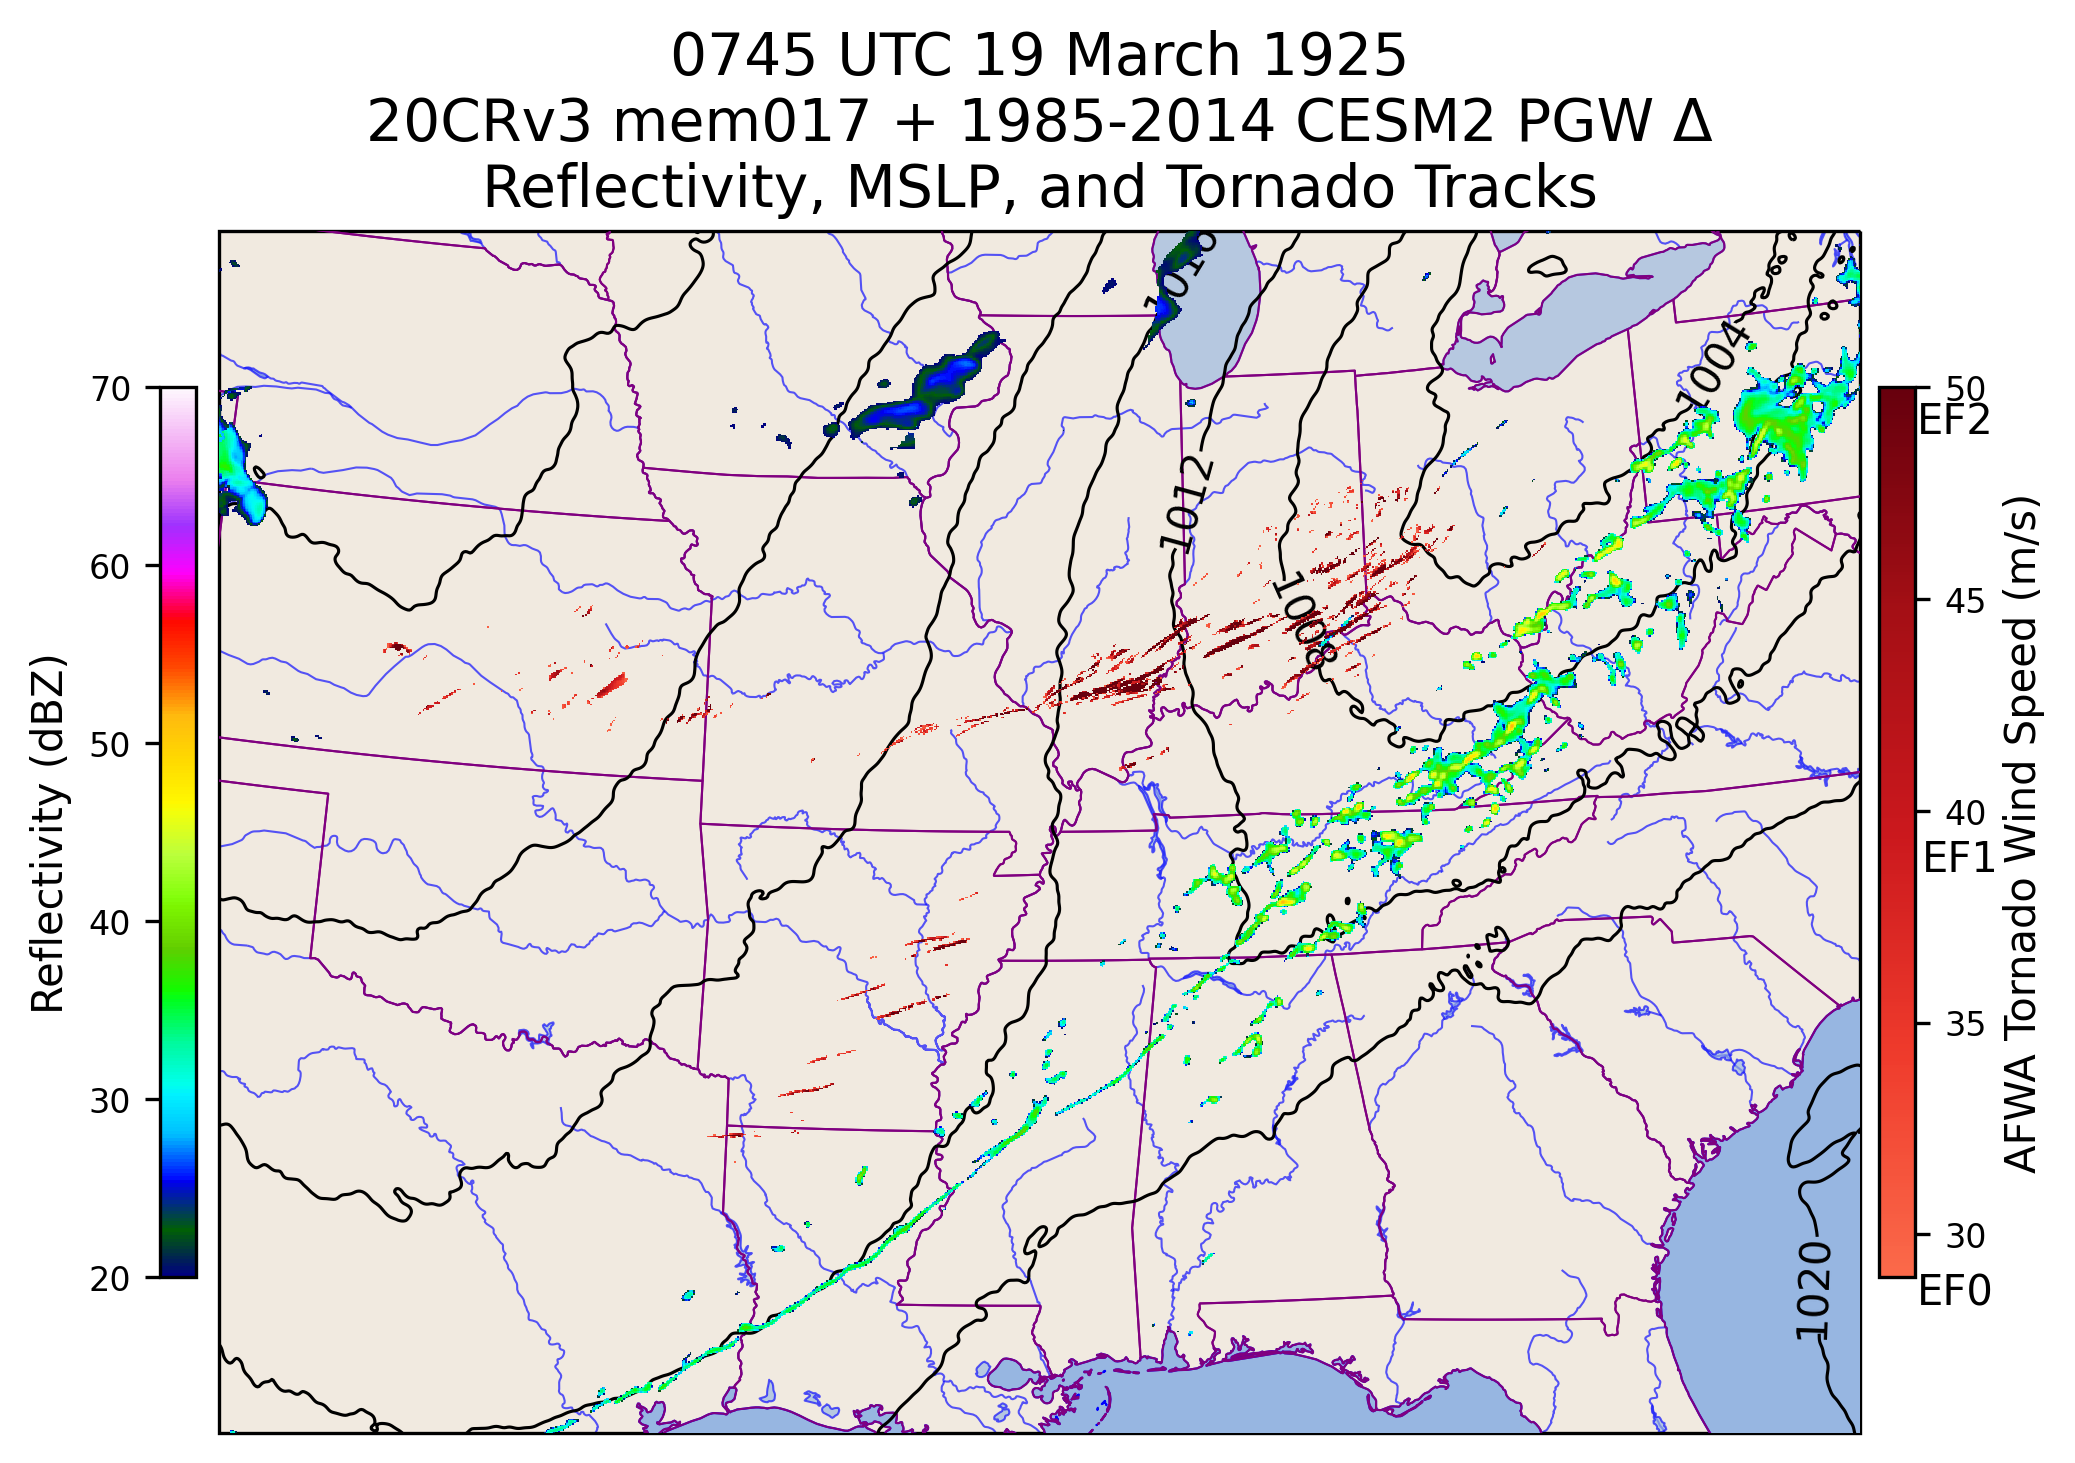 0745 UTC 19 March 1925
20CRv3 mem017 + 1985-2014 CESM2 PGW Δ
Reflectivity, MSLP, and Tornado Tracks
Reflectivity (dBZ)
70
60
50
40
30
20
1004
1012
1008
1020
50
EF2
45
40
EF1
35
30
EF0
AFWA Tornado Wind Speed (m/s)